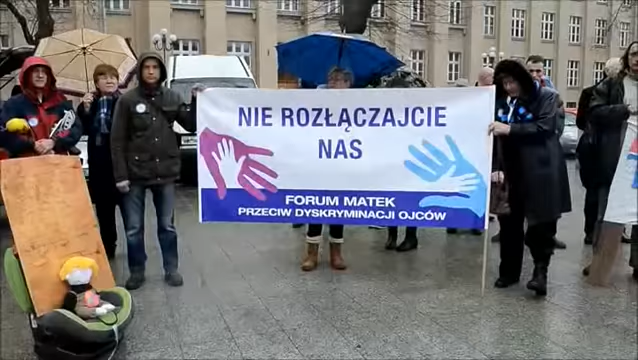 NIE ROZŁĄCZAJCIE
NAS
FORUM MATEK
PRZECIW DYSKRYMINACJI OJCÓW